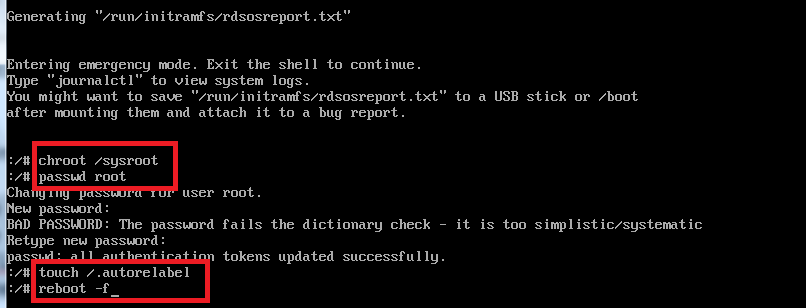 Generating "/run/initramfs/rdsosreport.txt"
Entering emergency mode. Exit the shell to continue.
Type "journalctl" to view system logs.
You might want to save "/run/initramfs/rdsosreport.txt" to a USB stick or /boot
after mounting them and attach it to a bug report.
:/# chroot /sysroot
:/# passwd root
Changing password for user root.
New password:
BAD PASSWORD: The password fails the dictionary check - it is too simplistic/systematic
Retype new password:
passwd: all authentication tokens updated successfully.
:/# touch /.autorelabel
:/# reboot -f_